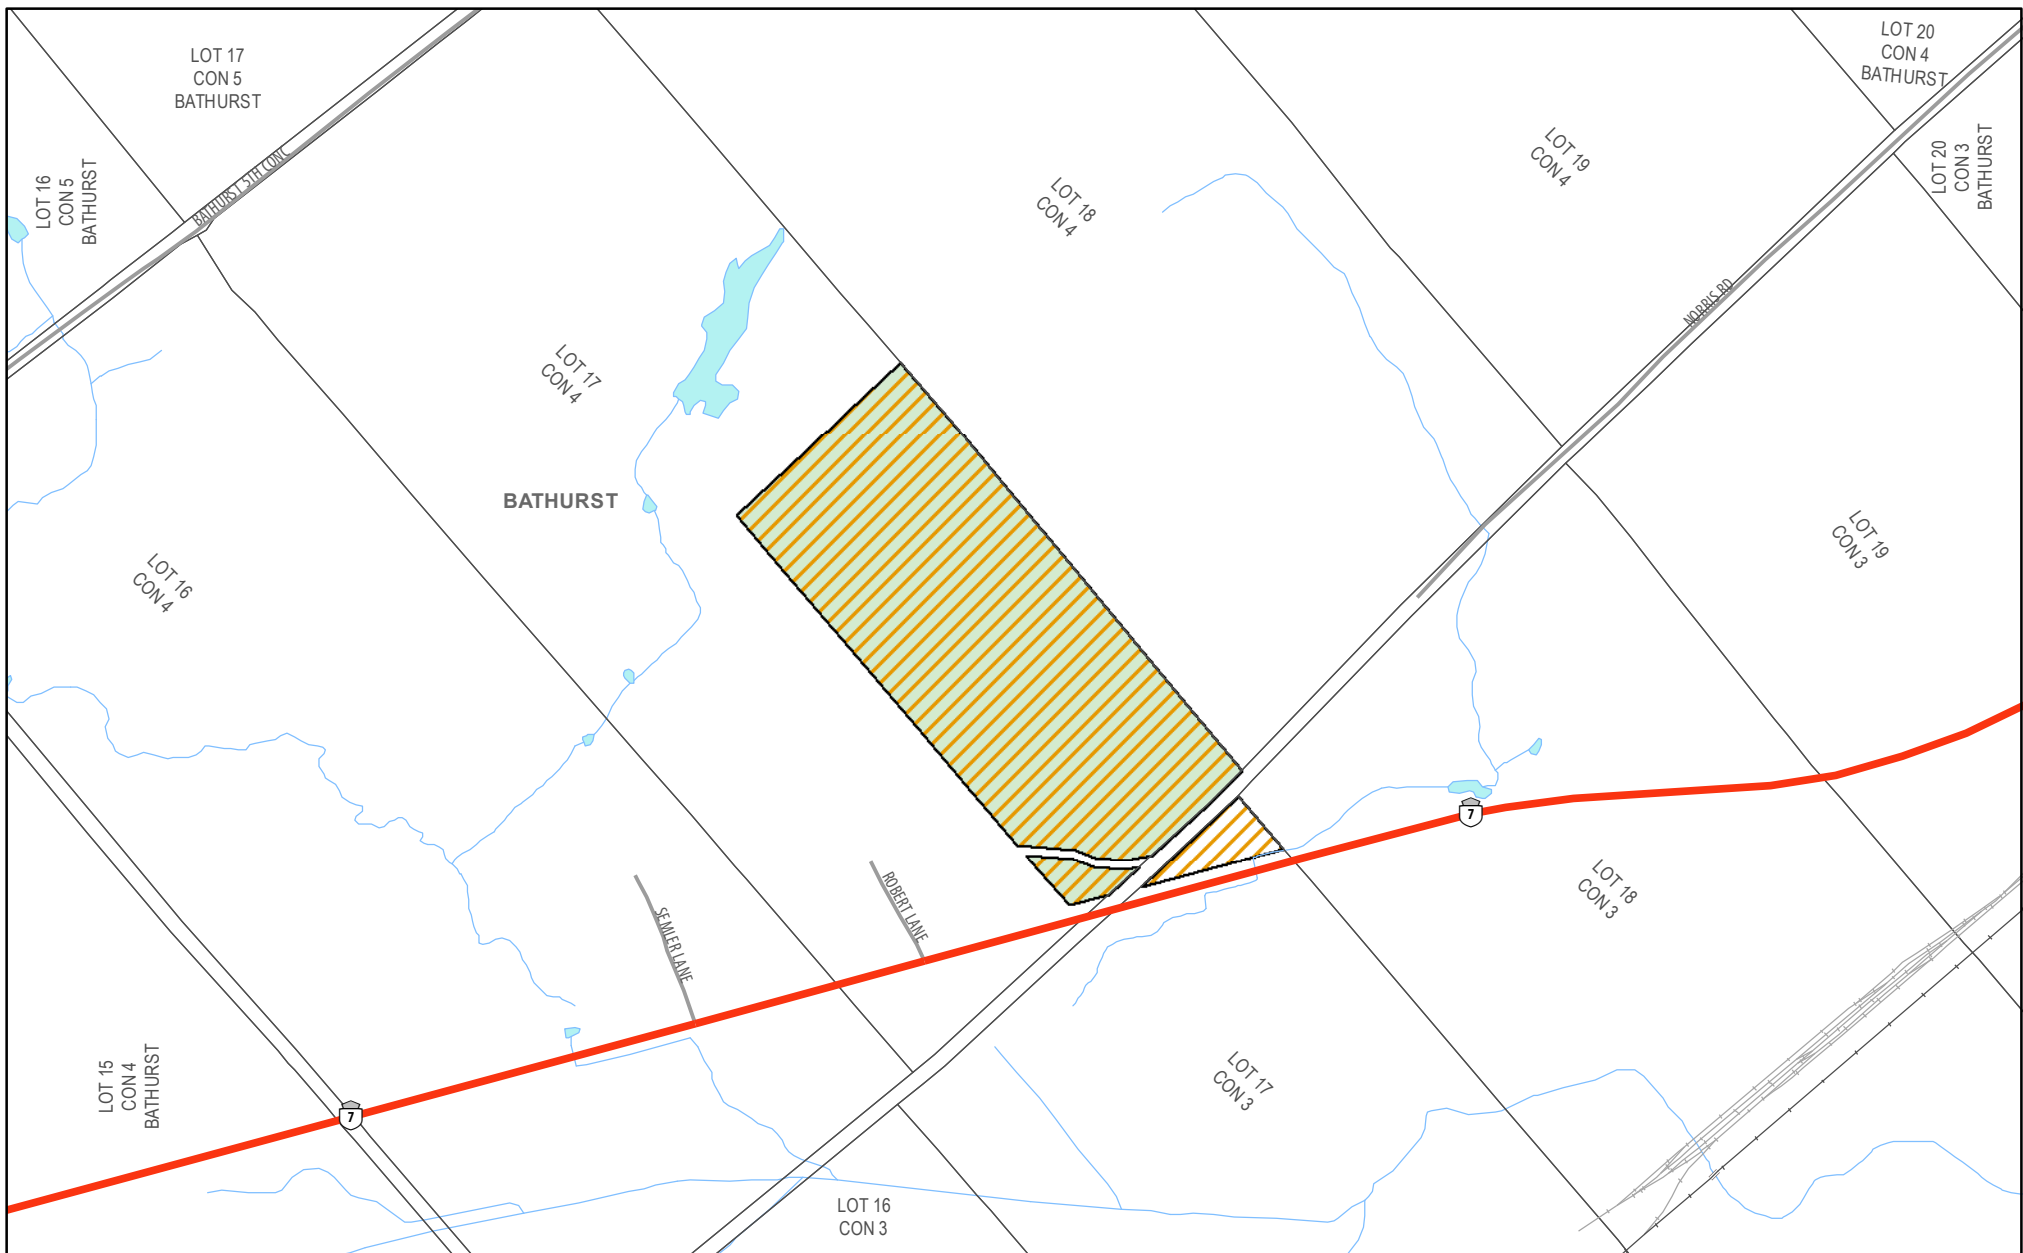 LOT 17
CON 5
BATHURST
LOT 20
CON 4
BATHURST
BATHURST 5TH CONC
LOT 16
CON 5
BATHURST
LOT 19
CON 4
LOT 20
CON 3
BATHURST
LOT 18
CON 4
NORRIS RD
LOT 17
CON 4
BATHURST
LOT 16
CON 4
LOT 19
CON 3
7
LOT 18
CON 3
ROBERT LANE
SEMLER LANE
LOT 15
CON 4
BATHURST
7
LOT 17
CON 3
LOT 16
CON 3